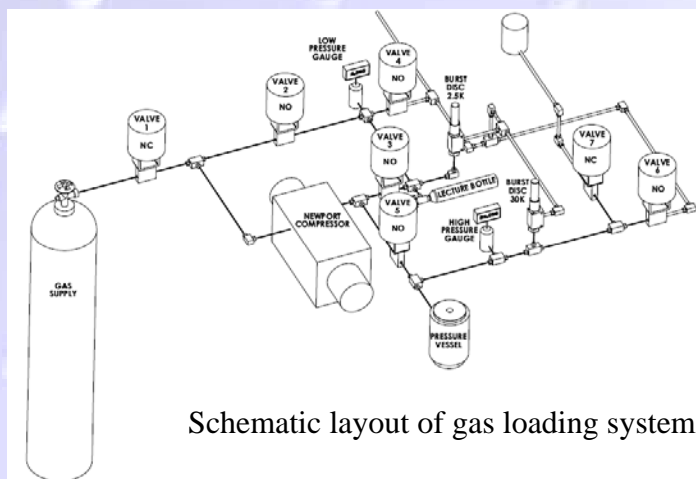 LOW
PRESSURE
GAUGE
VALVE
4
NO
BURST
DISC
2.5K
VALVE
2
NO
VALVE
1
NC
VALVE
3
NO
VALVE
7
NC
VALVE
6
NO
LECTURE BOTTLE
BURST
DISC
30K
VALVE
5
NO
NEWPORT
COMPRESSOR
HIGH
PRESSURE
GAUGE
GAS
SUPPLY
PRESSURE
VESSEL
Schematic layout of gas loading system